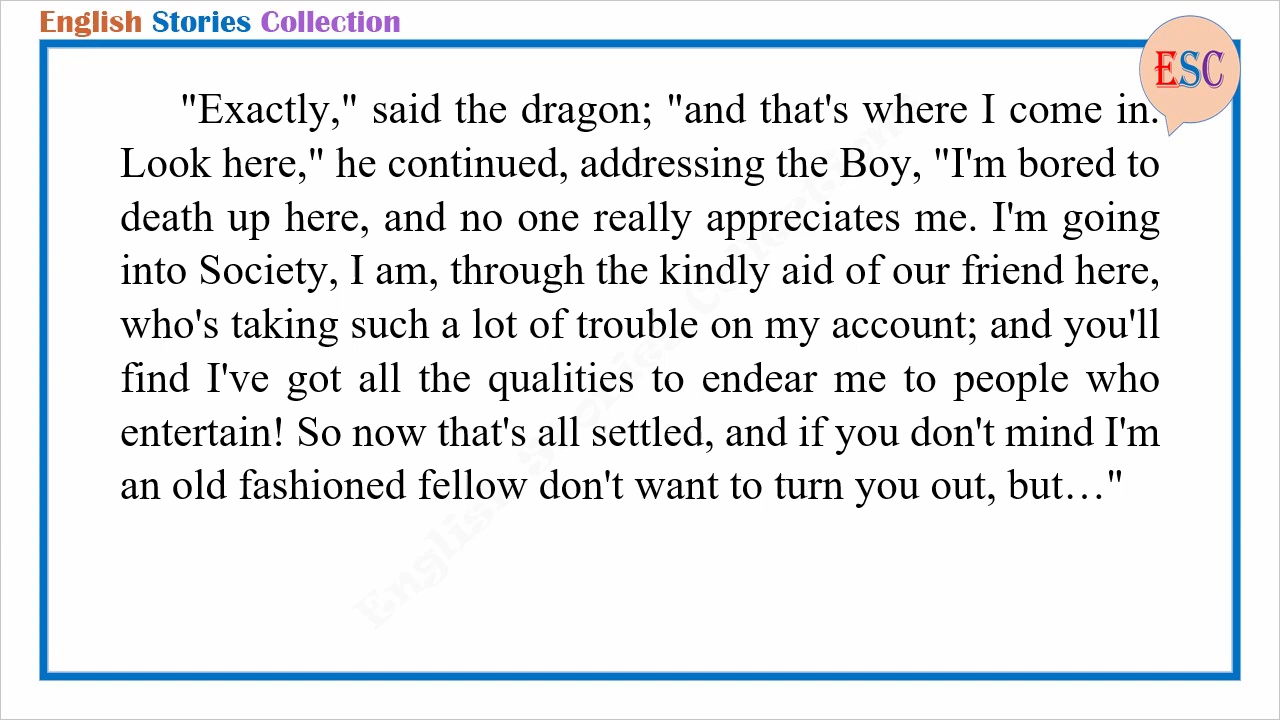 English Stories Collection
ESC
"Exactly," said the dragon; "and that's where I come in.
Look here," he continued, addressing the Boy, "I'm bored to
death up here, and no one really appreciates me. I'm going
into Society, I am, through the kindly aid of our friend here,
who's taking such a lot of trouble on my account; and you'll
find I've got all the qualities to endear me to people who
entertain! So now that's all settled, and if you don't mind I'm
an old fashioned fellow don't want to turn you out, but…"